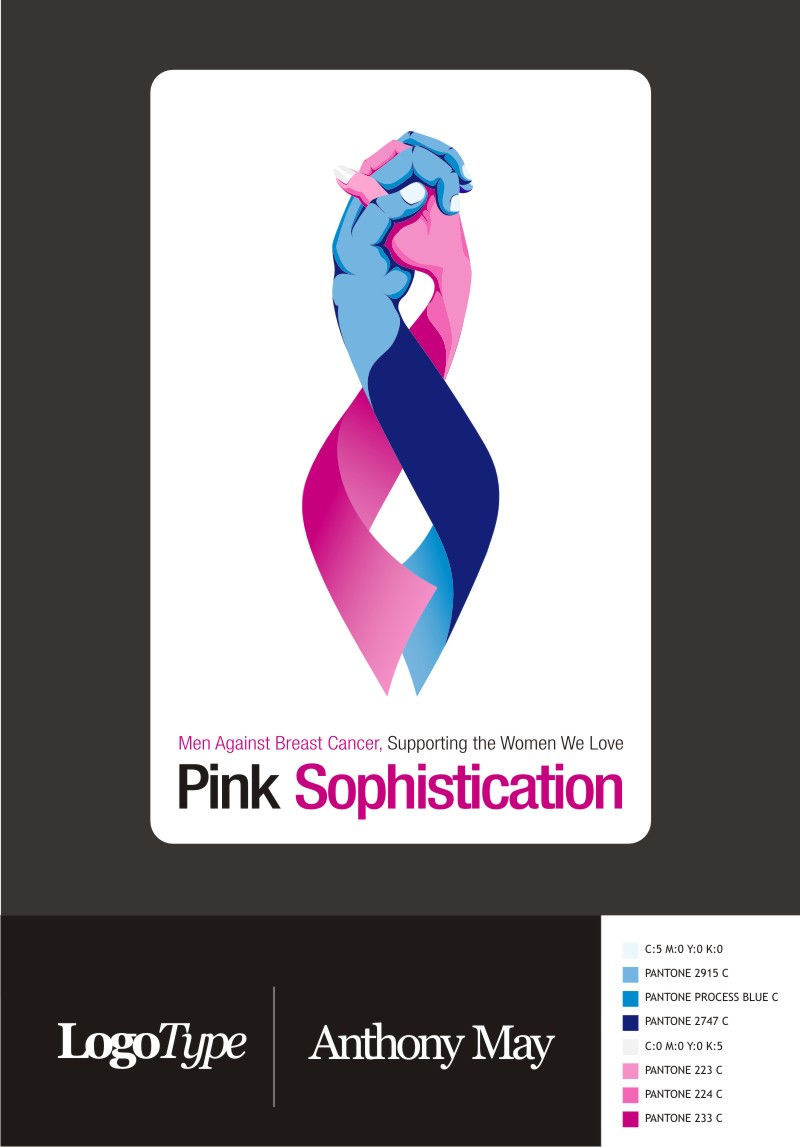 Men Against Breast Cancer, Supporting the Women We Love
Pink Sophistication
LogoType
Anthony May
C:5 M:0 Y:0 K:0
PANTONE 2915 C
PANTONE PROCESS BLUE C
PANTONE 2747 C
C:0 M:0 Y:0 K:5
PANTONE 223 C
PANTONE 224 C
PANTONE 233 C